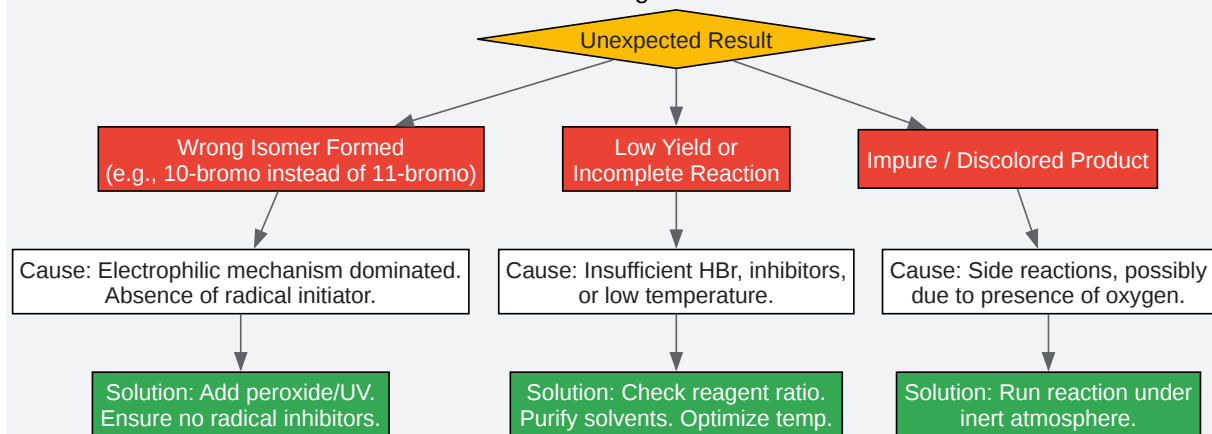 Unexpected Result
Wrong Isomer Formed
(e.g., 10-bromo instead of 11-bromo)
Low Yield or
Incomplete Reaction
Impure / Discolored Product
Cause: Electrophilic mechanism dominated.
Absence of radical initiator.
Cause: Insufficient HBr, inhibitors,
or low temperature.
Cause: Side reactions, possibly
due to presence of oxygen.
Solution: Add peroxide/UV.
Ensure no radical inhibitors.
Solution: Check reagent ratio.
Purify solvents. Optimize temp.
Solution: Run reaction under
inert atmosphere.